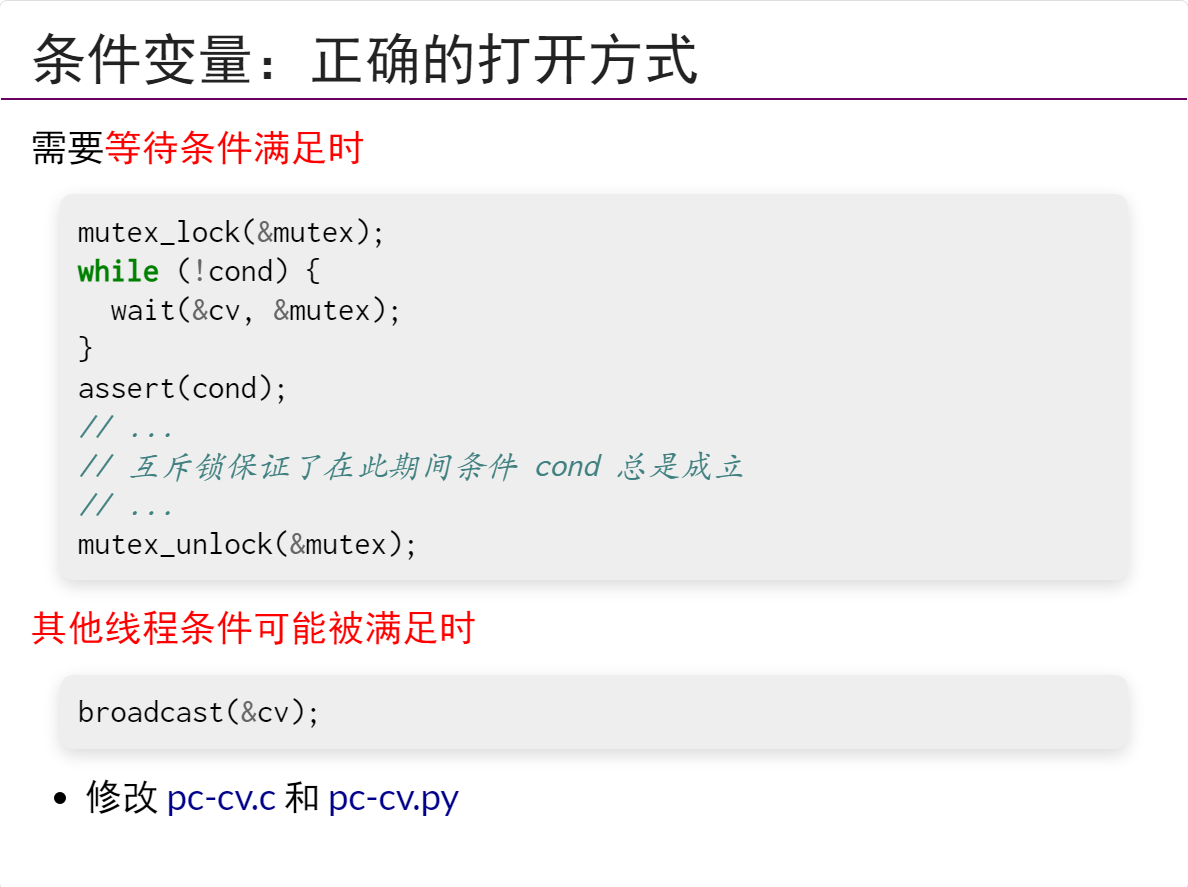 条件变量：正确的打开方式
需要等待条件满足时
mutex_lock(&mutex);
while (!cond) {
  wait(&cv, &mutex);
}
assert(cond);
// ...
// 互斥锁保证了在此期间条件 cond 总是成立
// ...
mutex_unlock(&mutex);
其他线程条件可能被满足时
broadcast(&cv);
• 修改 pc-cv.c 和 pc-cv.py